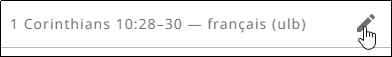 1 Corinthians 10:28–30 — français (ulb)